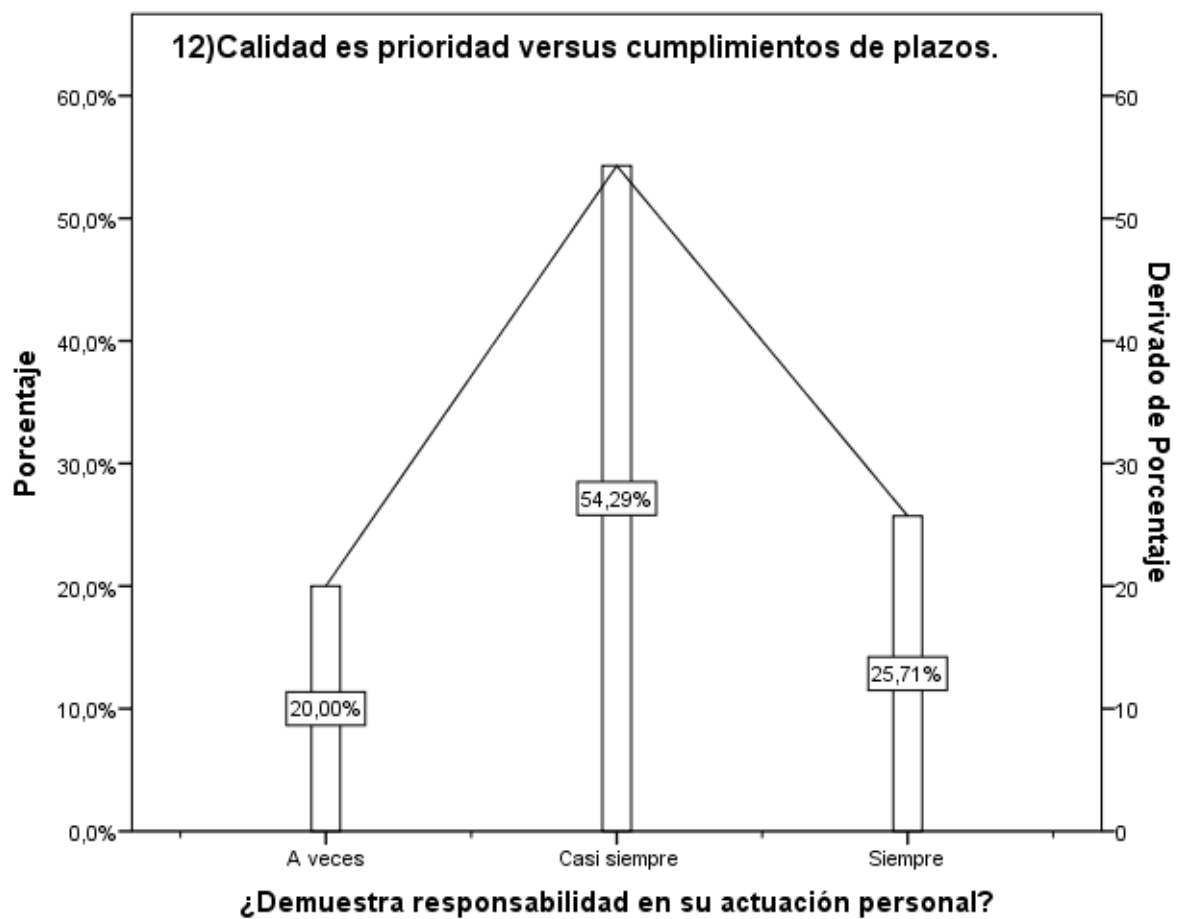 12)Calidad es prioridad versus cumplimientos de plazos.
60,0%
50,0%
40,0%
30,0%
20,0%
10,0%
0,0%
Porcentaje
60
50
40
30
20
10
0
Derivado de Porcentaje
20,00%
54,29%
25,71%
A veces
Casi siempre
Siempre
¿Demuestra responsabilidad en su actuación personal?